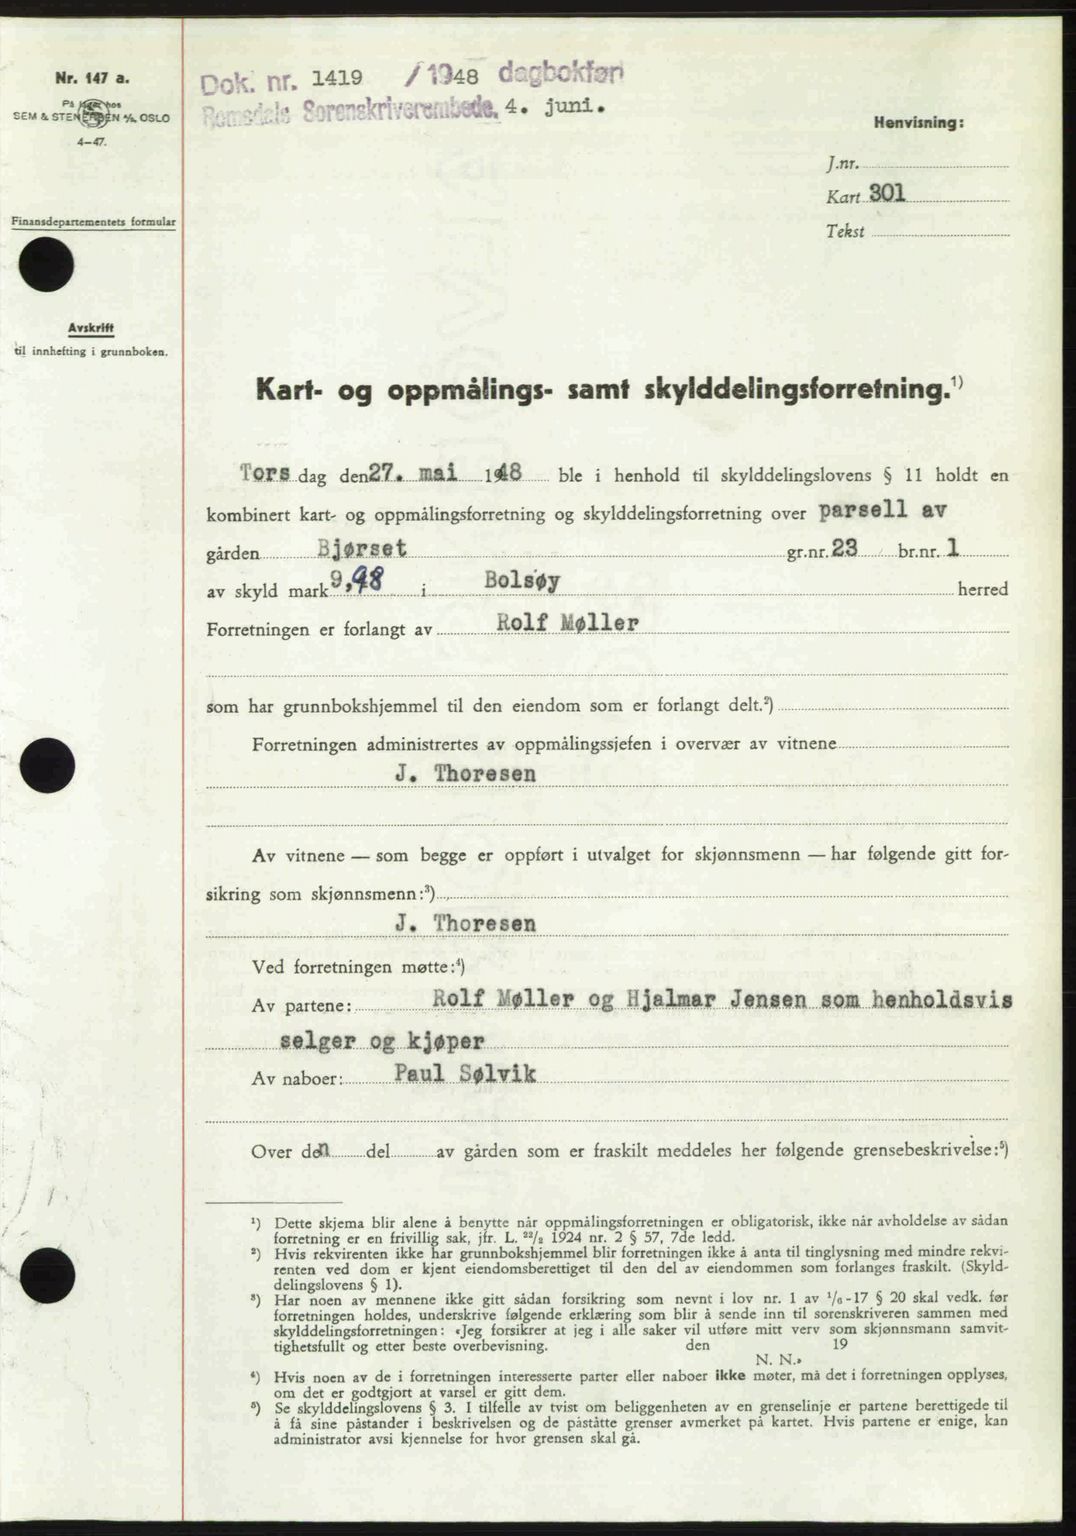 Nr. 147 a.
På lager hos
SEM & STENERSEN A/S. OSLO
4-47.
Finansdepartementets formular
Avskrift
til innhefting i grunnboken.
Dok. nr. 1419 /1948 dagbokført
Romsdals Sorenskriverembede, 4. juni.
Henvisning:
J.nr.
Kart 301
Tekst
Kart- og oppmålings- samt skylddelingsforretning.¹)
Tors dag den 27. mai 1948 ble i henhold til skylddelingslovens § 11 holdt en
kombinert kart- og oppmålingsforretning og skylddelingsforretning over parsell av
gården Bjørset gr.nr. 23 br.nr. 1
av skyld mark 9,98 i Bolsøy herred
Forretningen er forlangt av Rolf Møller
som har grunnbokshjemmel til den eiendom som er forlangt delt.²)
Forretningen administrertes av oppmålingssjefen i overvær av vitnene
J. Thoresen
Av vitnene — som begge er oppført i utvalget for skjønnsmenn — har følgende gitt for-
sikring som skjønnsmenn:³)
J. Thoresen
Ved forretningen møtte:⁴)
Av partene: Rolf Møller og Hjalmar Jensen som henholdsvis
selger og kjøper
Av naboer: Paul Sølvik
Over den del av gården som er fraskilt meddeles her følgende grensebeskrivelse:⁵)
¹) Dette skjema blir alene å benytte når oppmålingsforretningen er obligatorisk, ikke når avholdelse av sådan
forretning er en frivillig sak, jfr. L. ²²/₂ 1924 nr. 2 § 57, 7de ledd.
²) Hvis rekvirenten ikke har grunnbokshjemmel blir forretningen ikke å anta til tinglysning med mindre rekvi-
renten ved dom er kjent eiendomsberettiget til den del av eiendommen som forlanges fraskilt. (Skyld-
delingslovens § 1).
³) Har noen av mennene ikke gitt sådan forsikring som nevnt i lov nr. 1 av ¹/₆-17 § 20 skal vedk. før
forretningen holdes, underskrive følgende erklæring som blir å sende inn til sorenskriveren sammen med
skylddelingsforretningen: «Jeg forsikrer at jeg i alle saker vil utføre mitt verv som skjønnsmann samvit-
tighetsfullt og etter beste overbevisning. den 19
N. N.»
⁴) Hvis noen av de i forretningen interesserte parter eller naboer ikke møter, må det i forretningen opplyses,
om det er godtgjort at varsel er gitt dem.
⁵) Se skylddelingslovens § 3. I tilfelle av tvist om beliggenheten av en grenselinje er partene berettigede til
å få sine påstander i beskrivelsen og de påståtte grenser avmerket på kartet. Hvis partene er enige, kan
administrator avsi kjennelse for hvor grensen skal gå.